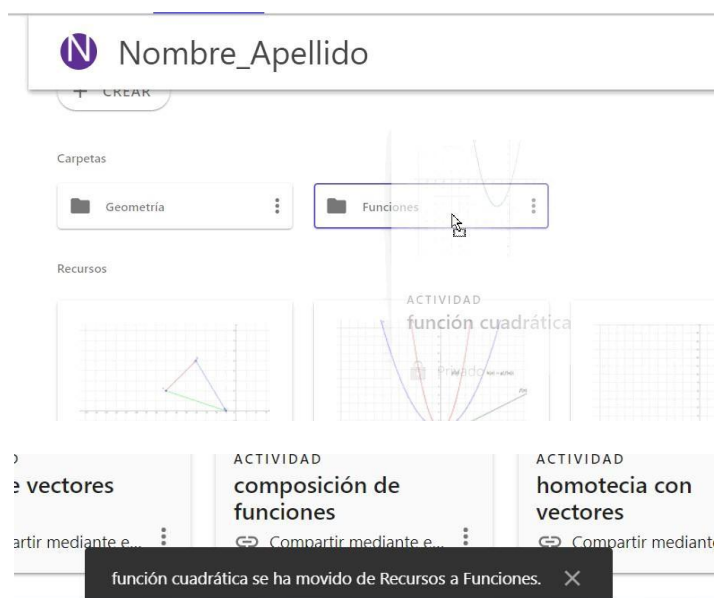 N Nombre_Apellido
+ CREAR
Carpetas
Geometría
Funciones
Recursos
ACTIVIDAD
función cuadrática
Privado
ACTIVIDAD
ACTIVIDAD
e vectores
composición de
homotecia con
funciones
vectores
artir mediante e...
Compartir mediante e...
Compartir mediante
función cuadrática se ha movido de Recursos a Funciones.